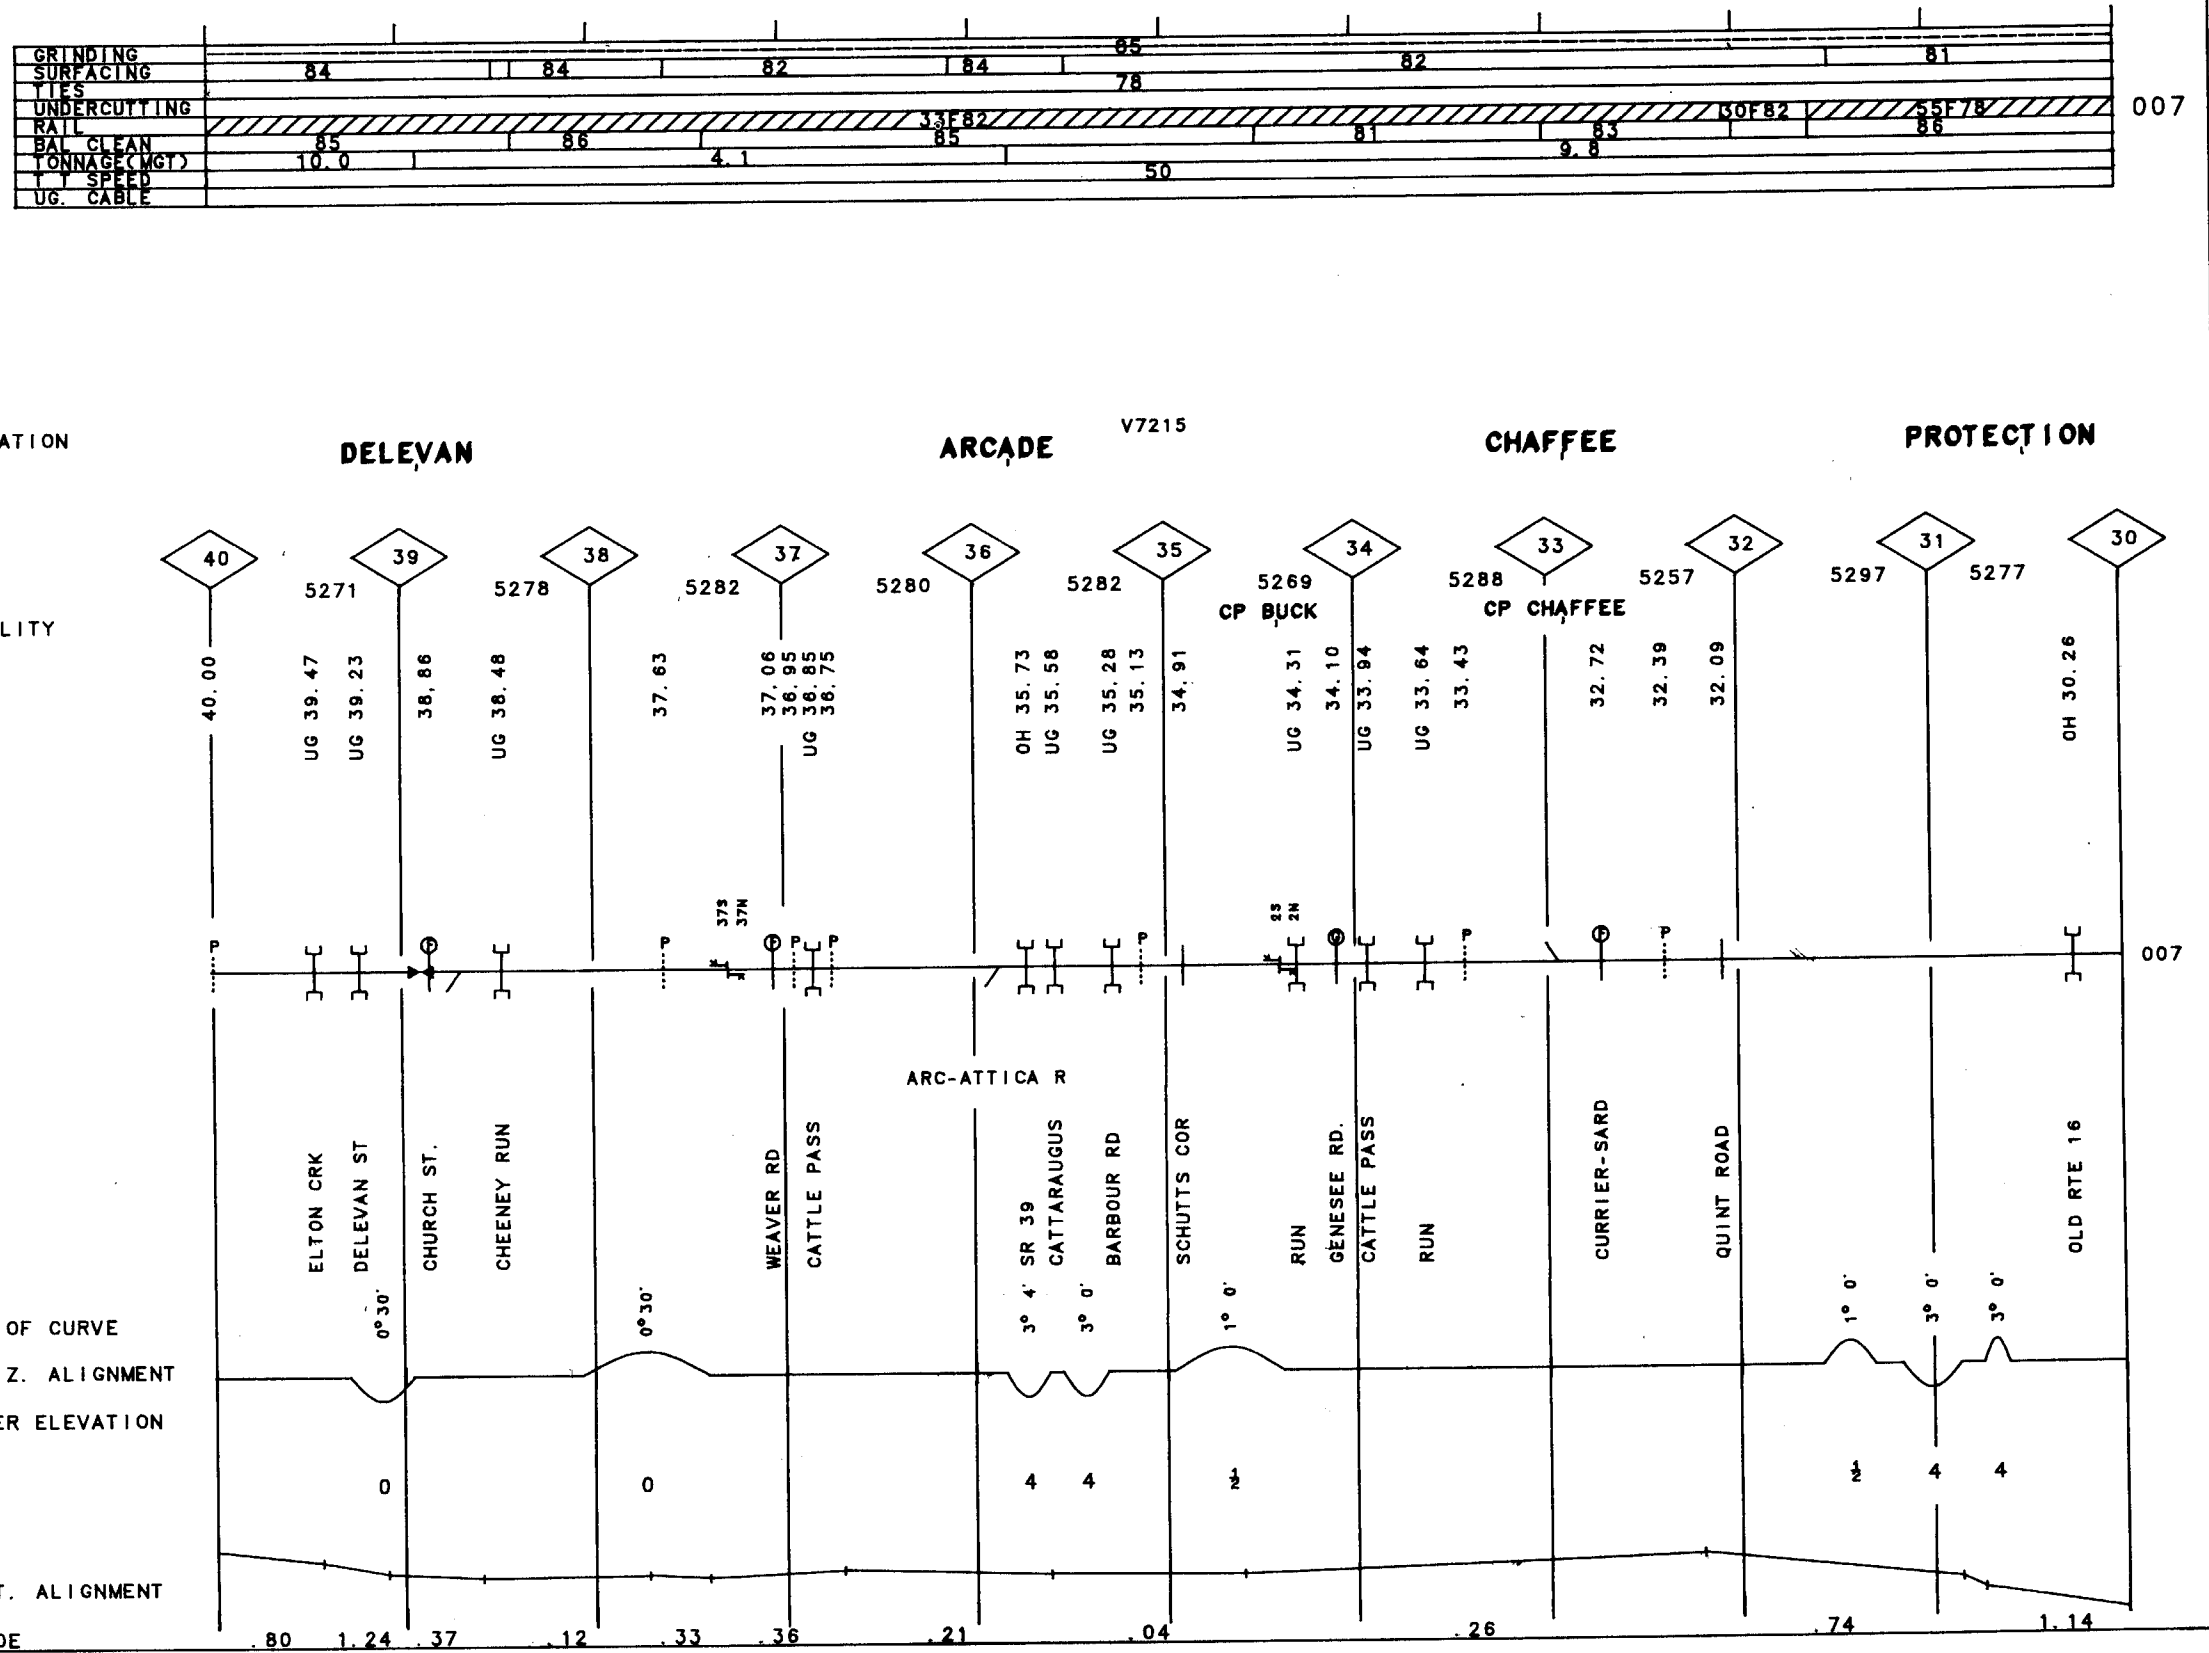 GRINDING 85
SURFACING 84 84 82 84 82 81
TIES 78
UNDERCUTTING
RAIL 33F82 30F82 55F78 007
BAL CLEAN 85 86 85 81 83 86
TONNAGE(MGT) 10.0 4.1 9.8
T T SPEED 50
UG. CABLE
V7215
ATION DELEVAN ARCADE CHAFFEE PROTECTION
40 39 38 37 36 35 34 33 32 31 30
5271 5278 5282 5280 5282 5269 5288 5257 5297 5277
CP BUCK CP CHAFFEE
LITY
40.00
UG 39.47
UG 39.23
38,86
UG 38.48
37.63
37.06
36.95
UG 36.85
36.75
OH 35.73
UG 35.58
UG 35.28
35.13
34.91
UG 34.31
34.10
UG 33.94
UG 33.64
33.43
32.72
32.39
32.09
OH 30.26
37S
37N
2S
2N
P F P F P P P G P F P
007
ARC-ATTICA R
ELTON CRK
DELEVAN ST
CHURCH ST.
CHEENEY RUN
WEAVER RD
CATTLE PASS
SR 39
CATTARAUGUS
BARBOUR RD
SCHUTTS COR
RUN
GENESEE RD.
CATTLE PASS
RUN
CURRIER-SARD
QUINT ROAD
OLD RTE 16
OF CURVE 0°30' 0°30' 3° 4' 3° 0' 1° 0' 1° 0' 3° 0' 3° 0'
Z. ALIGNMENT
ER ELEVATION
0 0 4 4 ½ ½ 4 4
T. ALIGNMENT
DE .80 1.24 .37 .12 .33 .36 .21 .04 .26 .74 1.14